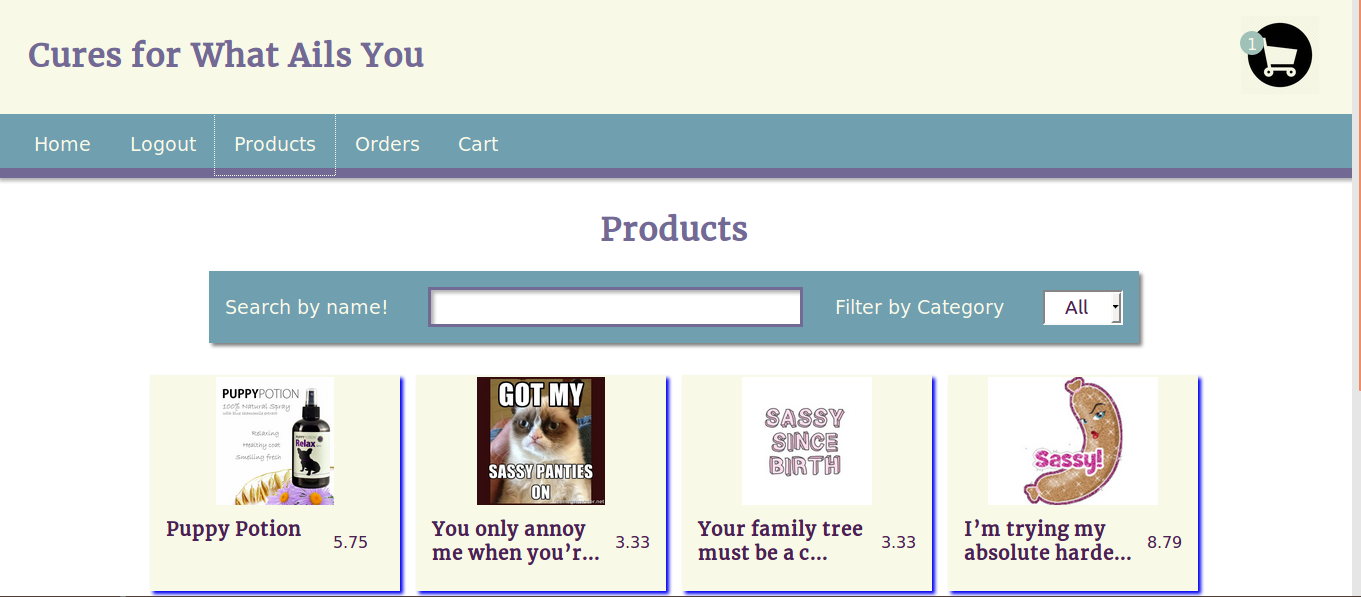 Cures for What Ails You
1
Home Logout Products Orders Cart
Products
Search by name!
Filter by Category
All
PUPPYPOTION
100% Natural Spray
Relaxing
Healthy coat
Smelling fresh
Relax
GOT MY
SASSY PANTIES
ON
SASSY
SINCE
BIRTH
Sassy!
Puppy Potion
5.75
You only annoy
me when you’r...
3.33
Your family tree
must be a c...
3.33
I’m trying my
absolute harde...
8.79